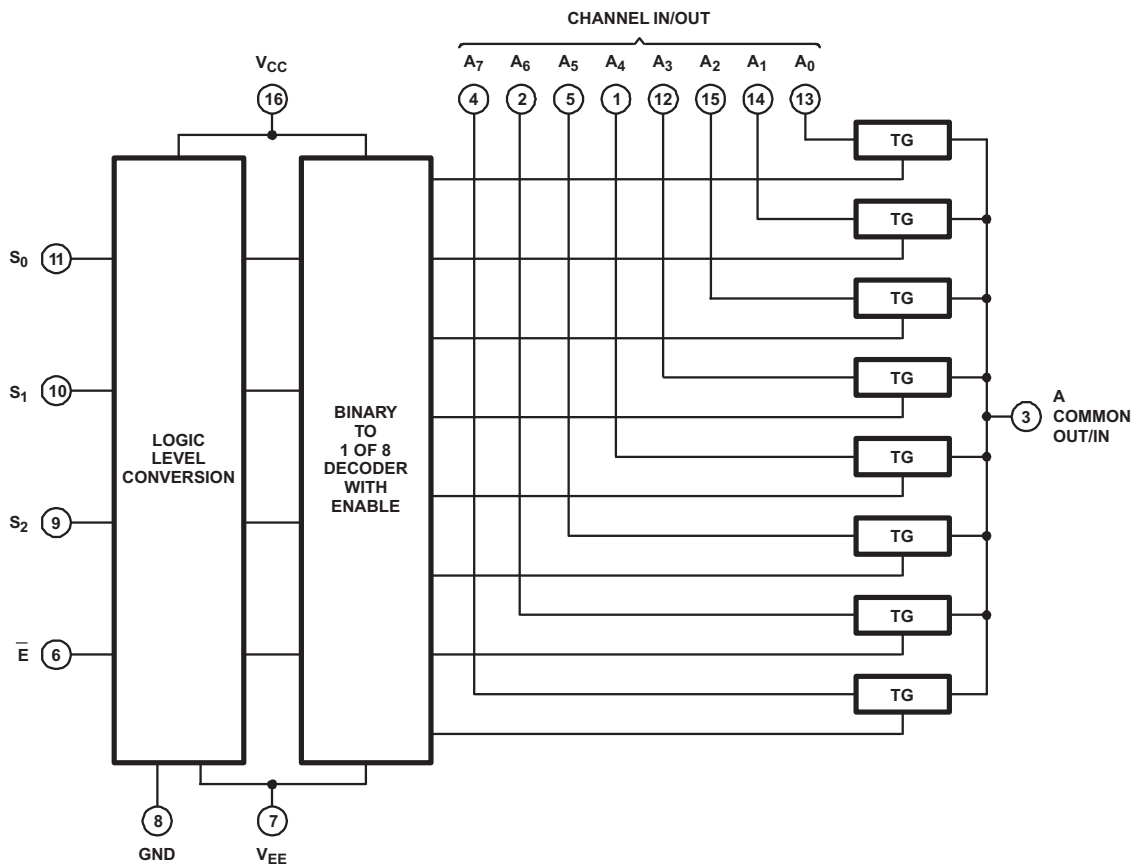 CHANNEL IN/OUT
V_CC
A_7 A_6 A_5 A_4 A_3 A_2 A_1 A_0
16 4 2 5 1 12 15 14 13
TG
TG
S_0 11
TG
TG
S_1 10
A
COMMON
OUT/IN
3
LOGIC
LEVEL
CONVERSION
BINARY
TO
1 OF 8
DECODER
WITH
ENABLE
TG
S_2 9
TG
TG
E̅ 6
TG
8 7
GND V_EE